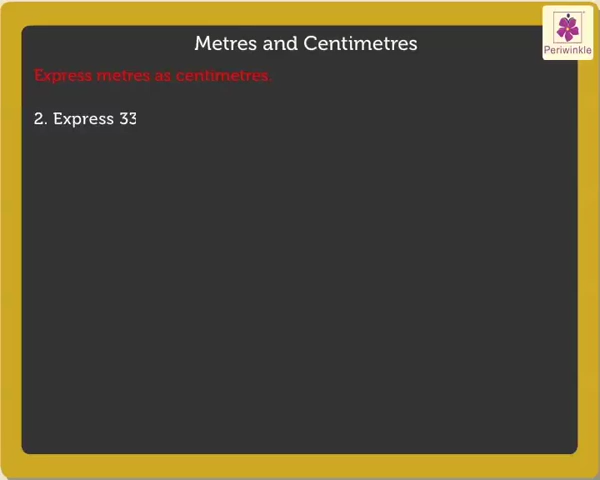 Metres and Centimetres
Periwinkle
Express metres as centimetres.
2. Express 33